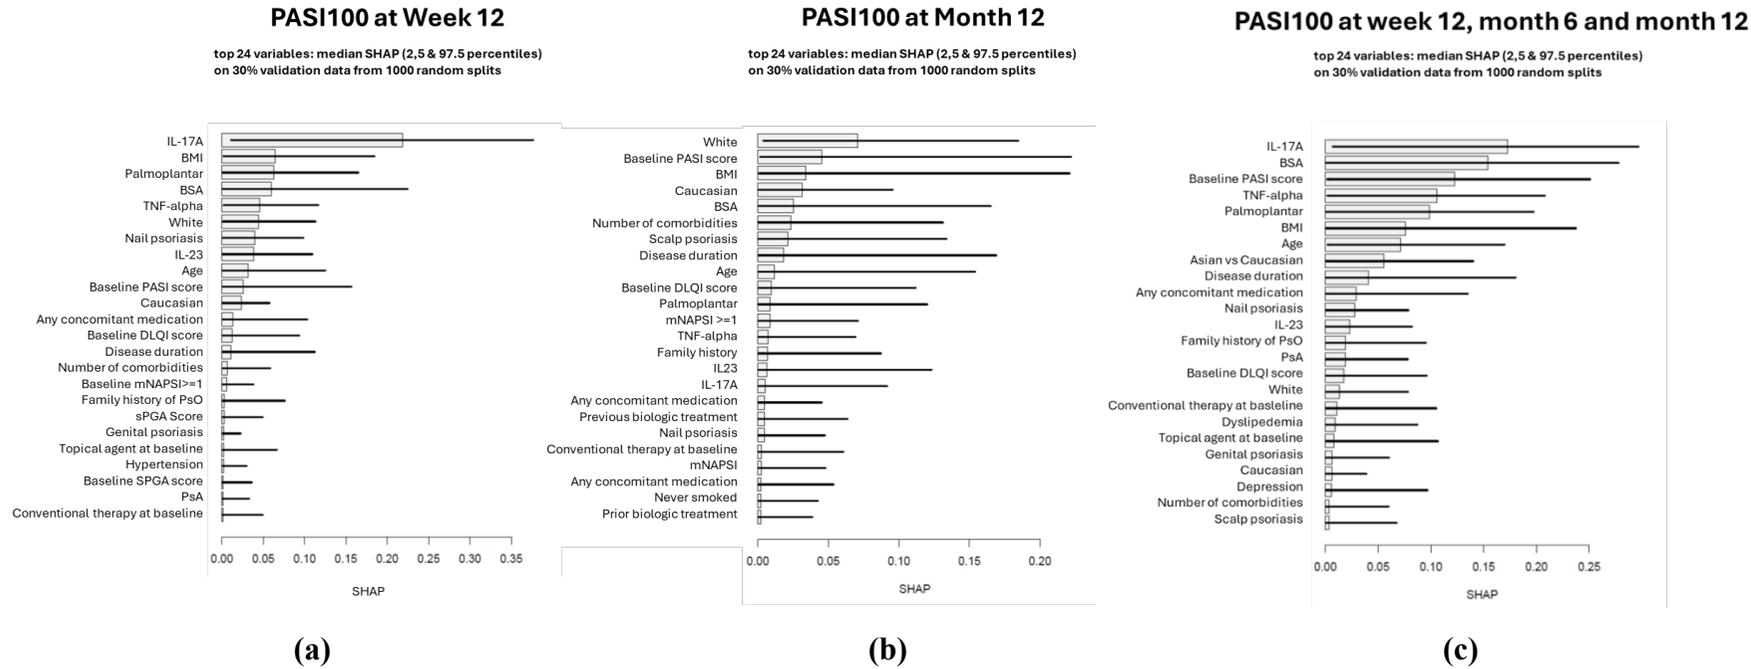 PASI100 at Week 12
top 24 variables: median SHAP (2,5 & 97.5 percentiles)
on 30% validation data from 1000 random splits
IL-17A
BMI
Palmoplantar
BSA
TNF-alpha
White
Nail psoriasis
IL-23
Age
Baseline PASI score
Caucasian
Any concomitant medication
Baseline DLQI score
Disease duration
Number of comorbidities
Baseline mNAPSI>=1
Family history of PsO
sPGA Score
Genital psoriasis
Topical agent at baseline
Hypertension
Baseline SPGA score
PsA
Conventional therapy at baseline
0.00 0.05 0.10 0.15 0.20 0.25 0.30 0.35
SHAP
(a)
PASI100 at Month 12
top 24 variables: median SHAP (2,5 & 97.5 percentiles)
on 30% validation data from 1000 random splits
White
Baseline PASI score
BMI
Caucasian
BSA
Number of comorbidities
Scalp psoriasis
Disease duration
Age
Baseline DLQI score
Palmoplantar
mNAPSI >=1
TNF-alpha
Family history
IL23
IL-17A
Any concomitant medication
Previous biologic treatment
Nail psoriasis
Conventional therapy at baseline
mNAPSI
Any concomitant medication
Never smoked
Prior biologic treatment
0.00 0.05 0.10 0.15 0.20
SHAP
(b)
PASI100 at week 12, month 6 and month 12
top 24 variables: median SHAP (2,5 & 97.5 percentiles)
on 30% validation data from 1000 random splits
IL-17A
BSA
Baseline PASI score
TNF-alpha
Palmoplantar
BMI
Age
Asian vs Caucasian
Disease duration
Any concomitant medication
Nail psoriasis
IL-23
Family history of PsO
PsA
Baseline DLQI score
White
Conventional therapy at basleline
Dyslipedemia
Topical agent at baseline
Genital psoriasis
Caucasian
Depression
Number of comorbidities
Scalp psoriasis
0.00 0.05 0.10 0.15 0.20 0.25
SHAP
(c)